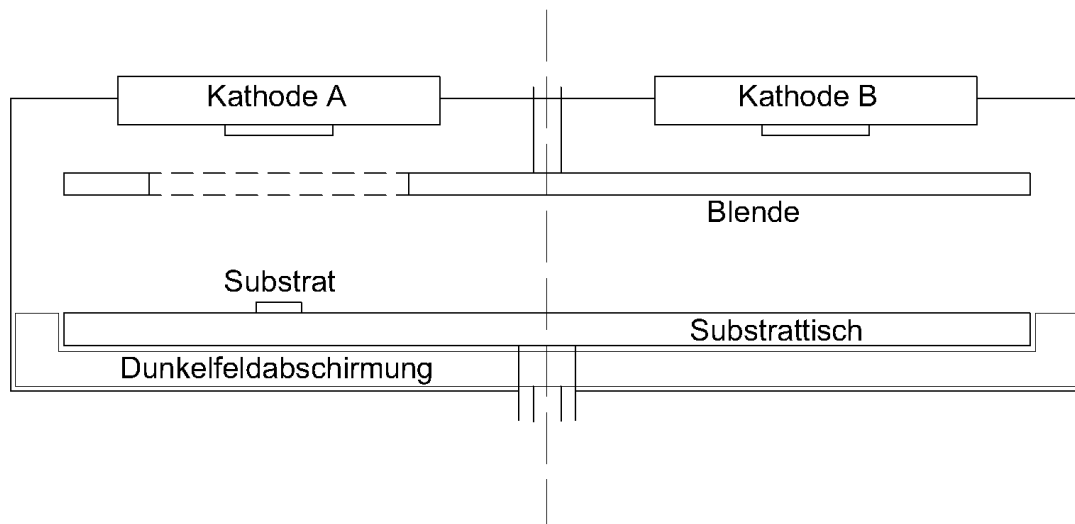 Kathode A
Kathode B
Blende
Substrat
Substrattisch
Dunkelfeldabschirmung